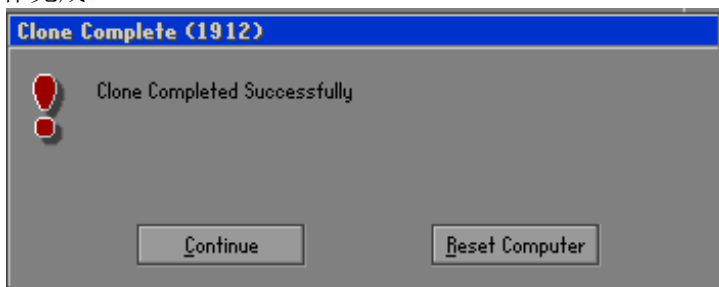 Clone Complete (1912)
Clone Completed Successfully
Continue
Reset Computer